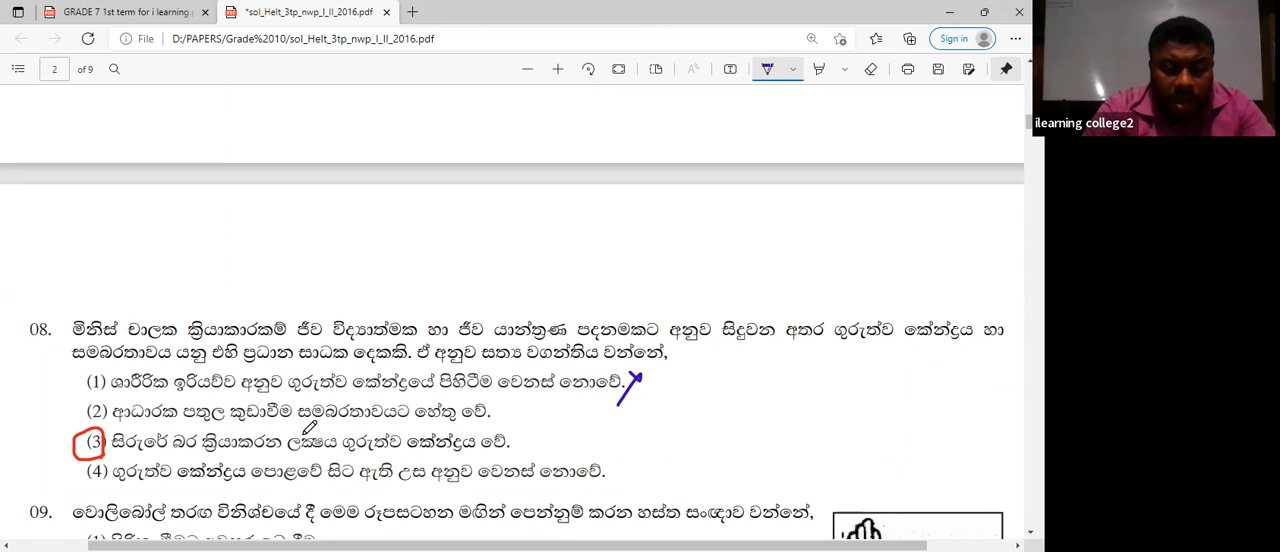 GRADE 7 1st term for i learning.
*sol_Helt_3tp_nwp_I_II_2016.pdf
File
D:/PAPERS/Grade%2010/sol_Helt_3tp_nwp_I_II_2016.pdf
Sign in
2 of 9
ilearning college2
08. මිනිස් චාලක ක්‍රියාකාරකම් ජීව විද්‍යාත්මක හා ජීව යාන්ත්‍රණ පදනමකට අනුව සිදුවන අතර ගුරුත්ව කේන්ද්‍රය හා
සමබරතාවය යනු එහි ප්‍රධාන සාධක දෙකකි. ඒ අනුව සත්‍ය වගන්තිය වන්නේ,
(1) ශාරීරික ඉරියව්ව අනුව ගුරුත්ව කේන්ද්‍රයේ පිහිටීම වෙනස් නොවේ.
(2) ආධාරක පතුල කුඩාවීම සමබරතාවයට හේතු වේ.
(3) සිරුරේ බර ක්‍රියාකරන ලක්ෂය ගුරුත්ව කේන්ද්‍රය වේ.
(4) ගුරුත්ව කේන්ද්‍රය පොළවේ සිට ඇති උස අනුව වෙනස් නොවේ.
09. වොලිබෝල් තරඟ විනිශ්චයේ දී මෙම රූපසටහන මඟින් පෙන්නුම් කරන හස්ත සංඥාව වන්නේ,